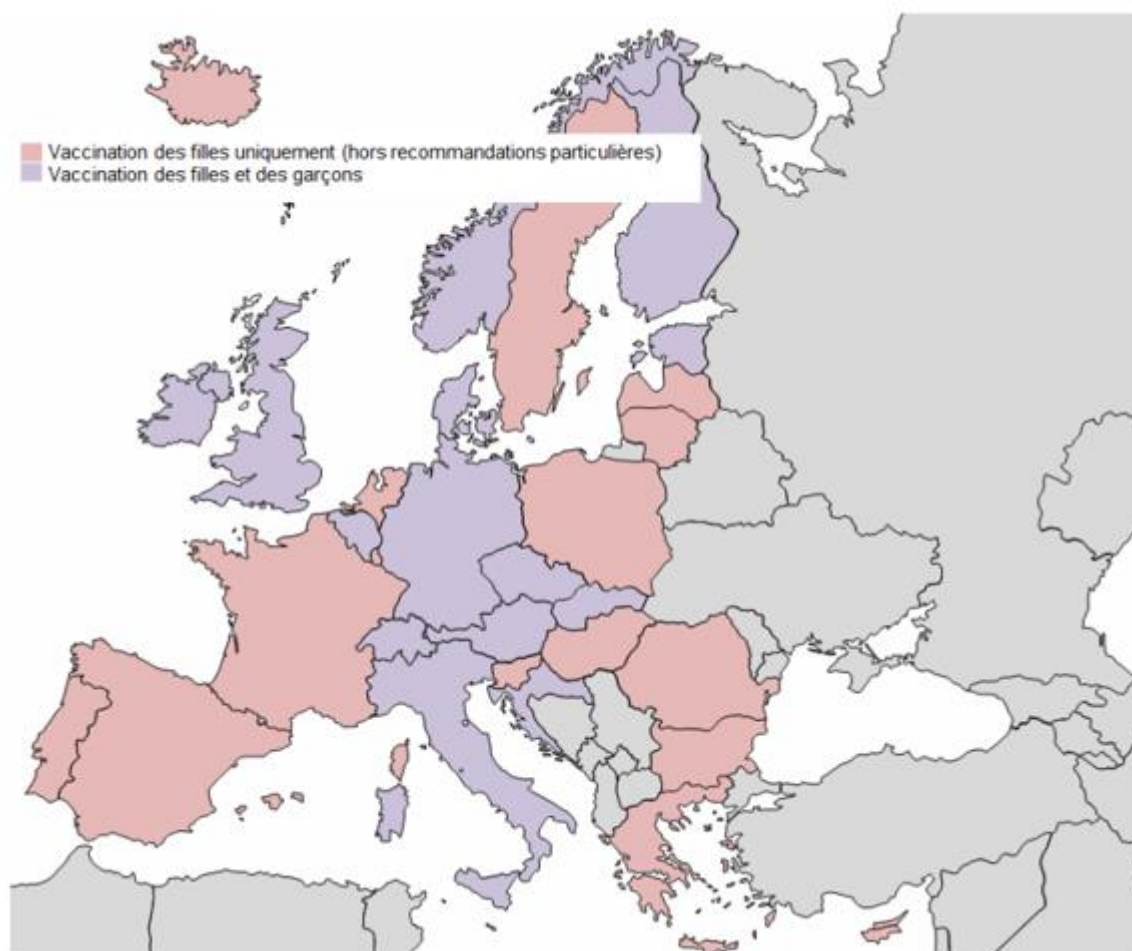 Vaccination des filles uniquement (hors recommandations particulières)
Vaccination des filles et des garçons